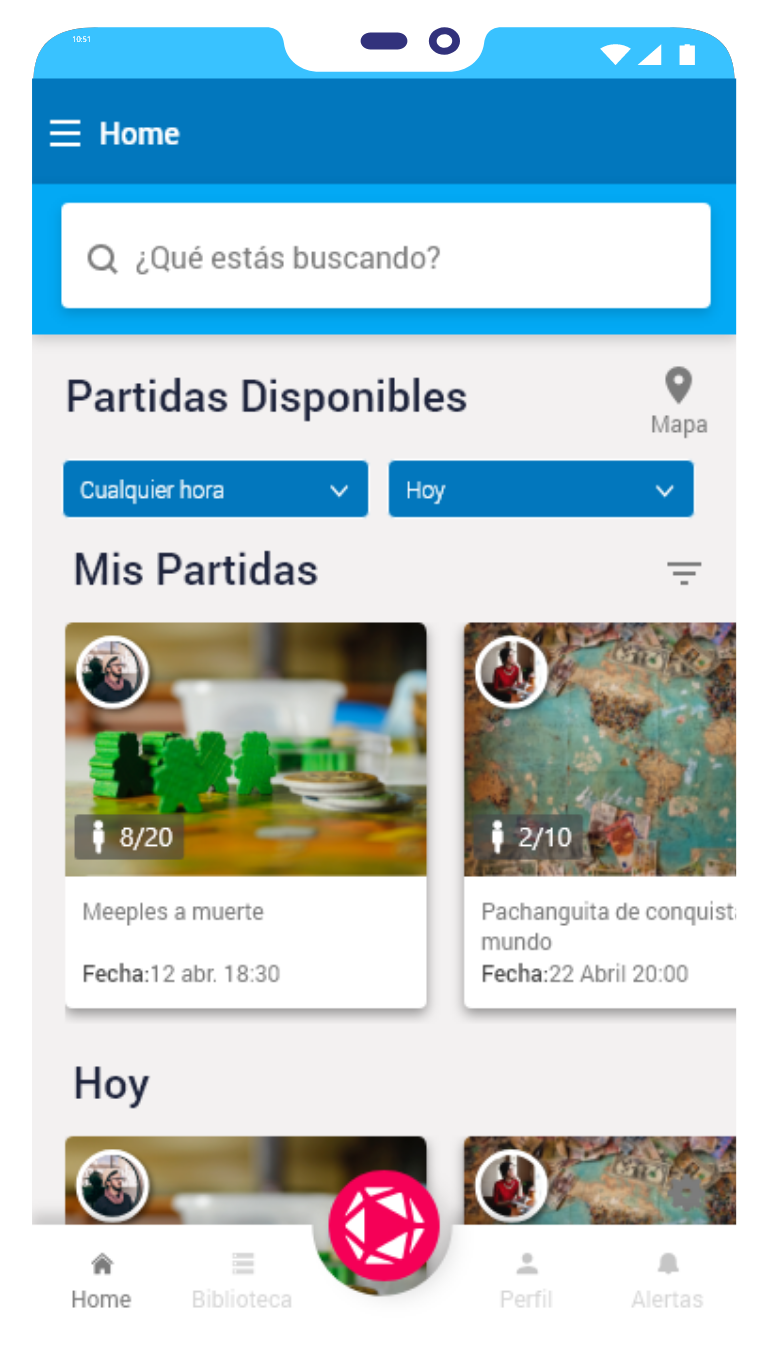 10:51
Home
¿Qué estás buscando?
Partidas Disponibles
Mapa
Cualquier hora
Hoy
Mis Partidas
8/20
2/10
Meeples a muerte
Pachanguita de conquista
mundo
Fecha:12 abr. 18:30
Fecha:22 Abril 20:00
Hoy
Home
Biblioteca
Perfil
Alertas